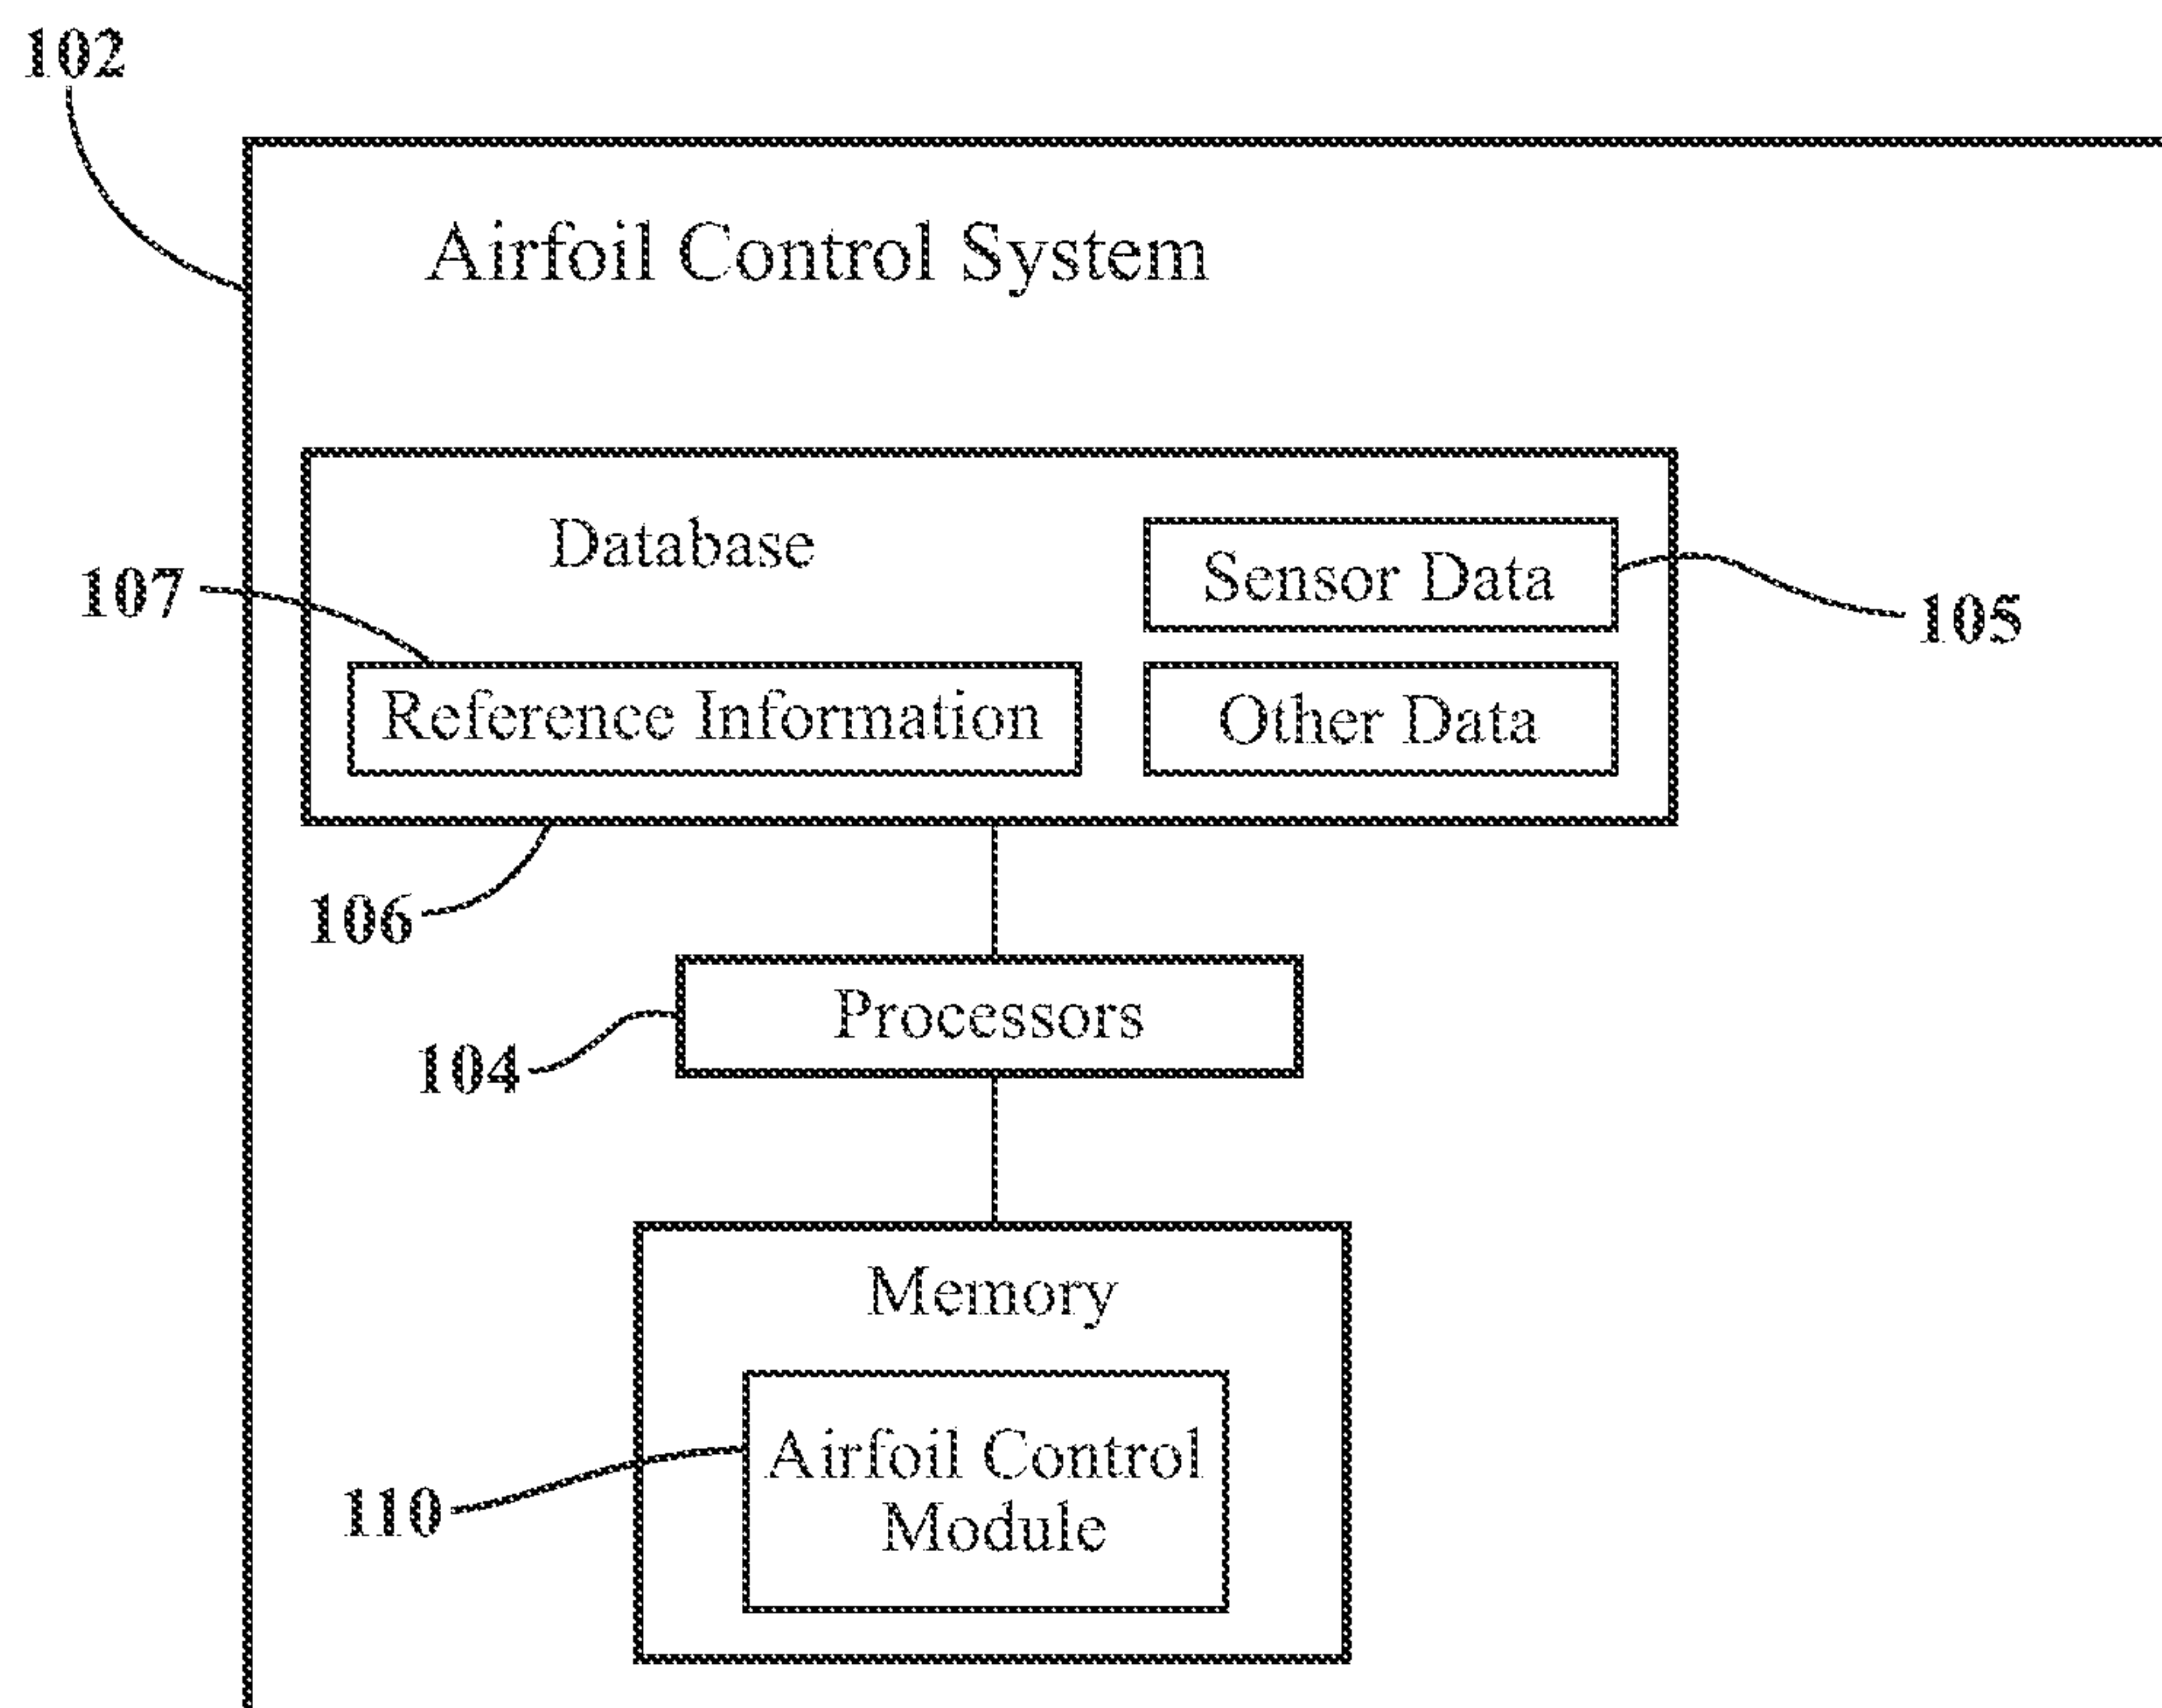 102
Airfoil Control System
Database
Sensor Data
107
105
Reference Information
Other Data
106
Processors
104
Memory
Airfoil Control
Module
110